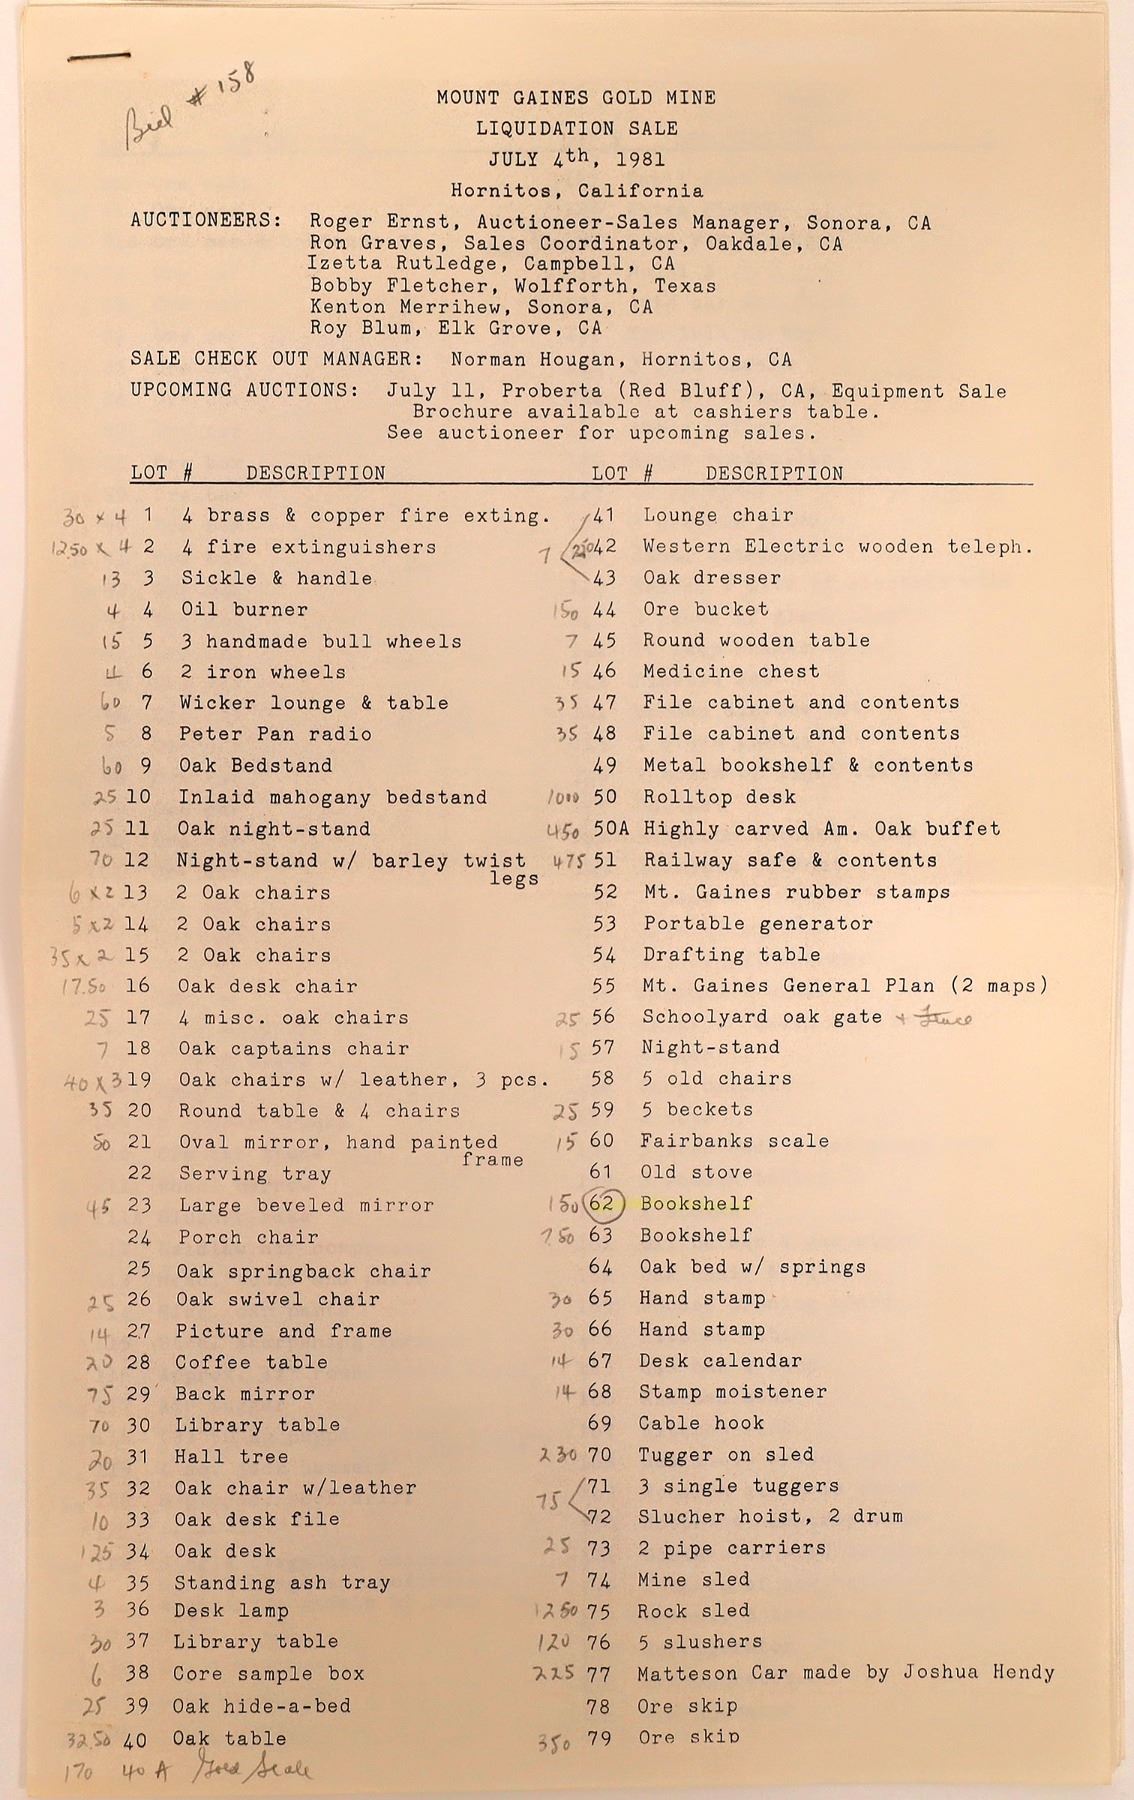 Bid # 158
MOUNT GAINES GOLD MINE
LIQUIDATION SALE
JULY 4th, 1981
Hornitos, California
AUCTIONEERS: Roger Ernst, Auctioneer-Sales Manager, Sonora, CA
Ron Graves, Sales Coordinator, Oakdale, CA
Izetta Rutledge, Campbell, CA
Bobby Fletcher, Wolfforth, Texas
Kenton Merrihew, Sonora, CA
Roy Blum, Elk Grove, CA
SALE CHECK OUT MANAGER: Norman Hougan, Hornitos, CA
UPCOMING AUCTIONS: July 11, Proberta (Red Bluff), CA, Equipment Sale
Brochure available at cashiers table.
See auctioneer for upcoming sales.
LOT # DESCRIPTION
30 x 4 1 4 brass & copper fire exting.
1250 x 4 2 4 fire extinguishers
13 3 Sickle & handle
4 4 Oil burner
15 5 3 handmade bull wheels
4 6 2 iron wheels
60 7 Wicker lounge & table
5 8 Peter Pan radio
60 9 Oak Bedstand
25 10 Inlaid mahogany bedstand
25 11 Oak night-stand
70 12 Night-stand w/ barley twist
legs
6 x 2 13 2 Oak chairs
5 x 2 14 2 Oak chairs
35 x 2 15 2 Oak chairs
17.50 16 Oak desk chair
25 17 4 misc. oak chairs
7 18 Oak captains chair
40 x 3 19 Oak chairs w/ leather, 3 pcs.
35 20 Round table & 4 chairs
50 21 Oval mirror, hand painted
frame
22 Serving tray
45 23 Large beveled mirror
24 Porch chair
25 Oak springback chair
25 26 Oak swivel chair
14 27 Picture and frame
20 28 Coffee table
75 29 Back mirror
70 30 Library table
20 31 Hall tree
35 32 Oak chair w/leather
10 33 Oak desk file
125 34 Oak desk
4 35 Standing ash tray
3 36 Desk lamp
30 37 Library table
6 38 Core sample box
25 39 Oak hide-a-bed
32.50 40 Oak table
170 40 A Gold Scale
LOT # DESCRIPTION
41 Lounge chair
7 42 Western Electric wooden teleph.
43 Oak dresser
150 44 Ore bucket
7 45 Round wooden table
15 46 Medicine chest
35 47 File cabinet and contents
35 48 File cabinet and contents
49 Metal bookshelf & contents
1000 50 Rolltop desk
450 50A Highly carved Am. Oak buffet
475 51 Railway safe & contents
52 Mt. Gaines rubber stamps
53 Portable generator
54 Drafting table
55 Mt. Gaines General Plan (2 maps)
25 56 Schoolyard oak gate + fence
15 57 Night-stand
58 5 old chairs
25 59 5 beckets
15 60 Fairbanks scale
61 Old stove
150 62 Bookshelf
750 63 Bookshelf
64 Oak bed w/ springs
30 65 Hand stamp
30 66 Hand stamp
14 67 Desk calendar
14 68 Stamp moistener
69 Cable hook
230 70 Tugger on sled
71 3 single tuggers
75
72 Slucher hoist, 2 drum
25 73 2 pipe carriers
7 74 Mine sled
1250 75 Rock sled
120 76 5 slushers
225 77 Matteson Car made by Joshua Hendy
78 Ore skip
350 79 Ore skip